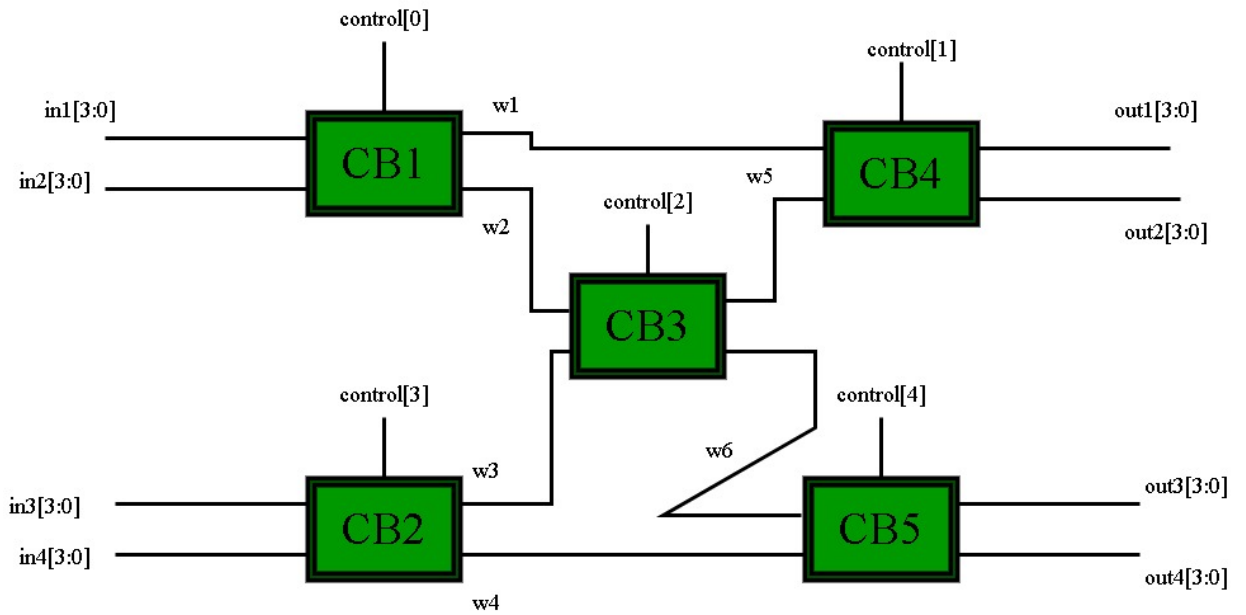 control[0]
control[1]
in1[3:0]
w1
out1[3:0]
CB1
CB4
in2[3:0]
w5
control[2]
w2
out2[3:0]
CB3
control[3]
control[4]
w6
w3
out3[3:0]
in3[3:0]
CB2
CB5
in4[3:0]
out4[3:0]
w4